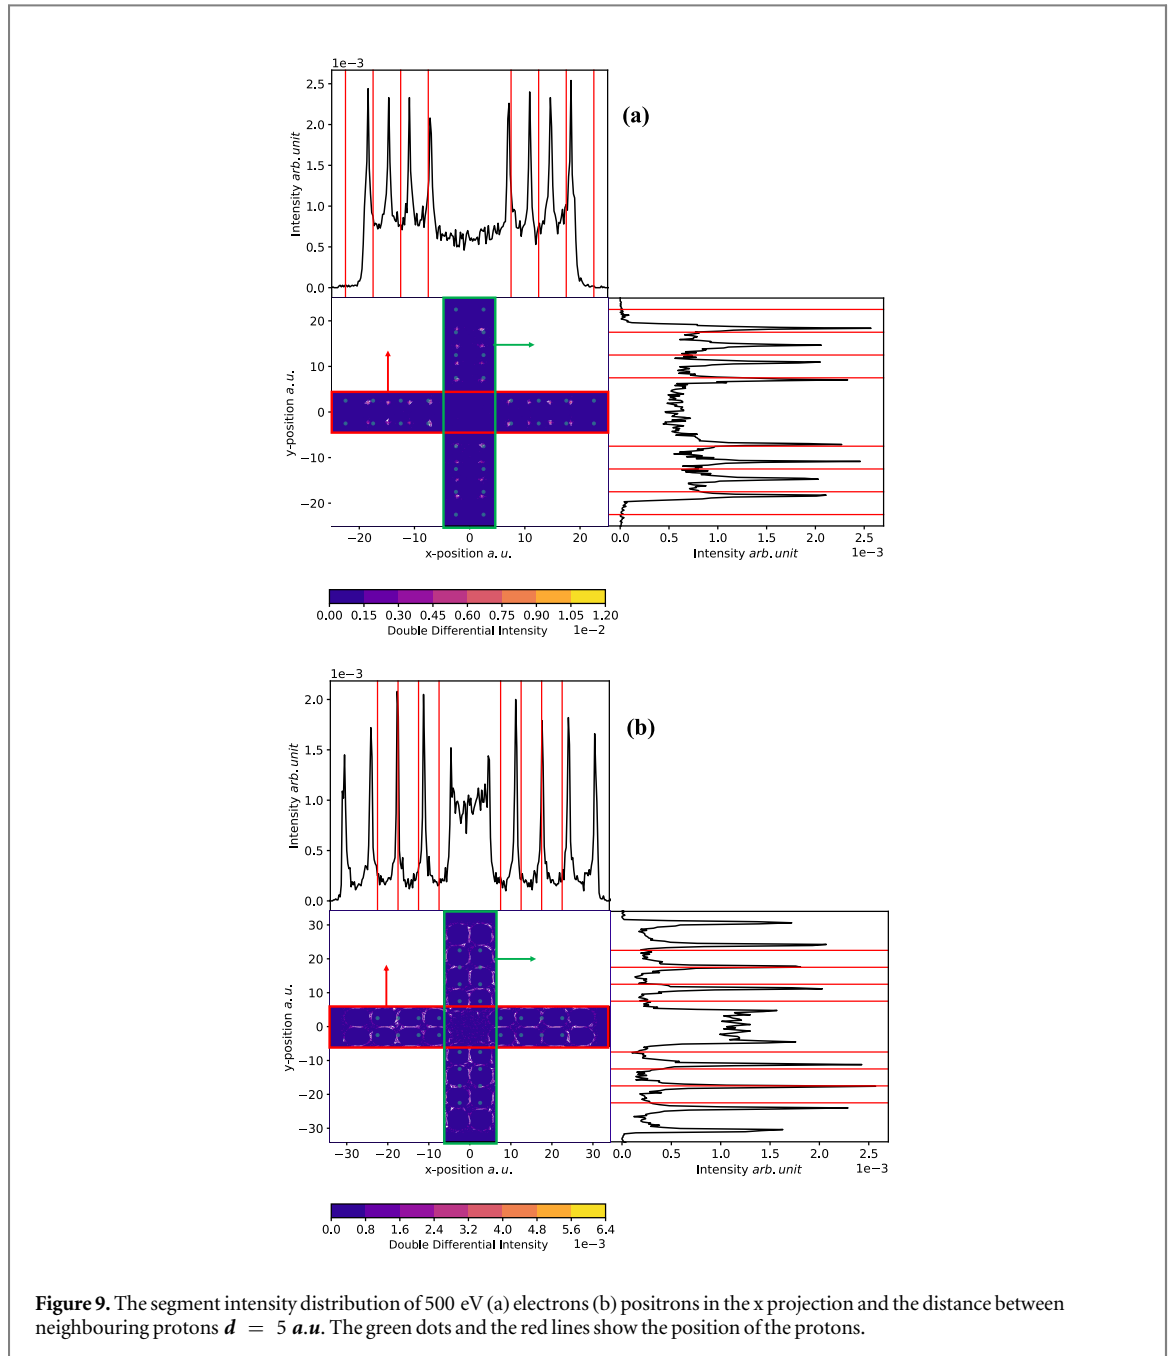 1e−3
(a)
2.5
2.0
1.5
1.0
0.5
0.0
Intensity arb.unit
20
10
0
−10
−20
y-position a.u.
−20 −10 0 10 20
x-position a.u.
0.0 0.5 1.0 1.5 2.0 2.5
1e−3
Intensity arb.unit
0.00 0.15 0.30 0.45 0.60 0.75 0.90 1.05 1.20
Double Differential Intensity 1e−2
1e−3
(b)
2.0
1.5
1.0
0.5
0.0
Intensity arb.unit
30
20
10
0
−10
−20
−30
y-position a.u.
−30 −20 −10 0 10 20 30
x-position a.u.
0.0 0.5 1.0 1.5 2.0 2.5
Intensity arb.unit 1e−3
0.0 0.8 1.6 2.4 3.2 4.0 4.8 5.6 6.4
Double Differential Intensity 1e−3
Figure 9. The segment intensity distribution of 500 eV (a) electrons (b) positrons in the x projection and the distance between
neighbouring protons d = 5 a.u. The green dots and the red lines show the position of the protons.